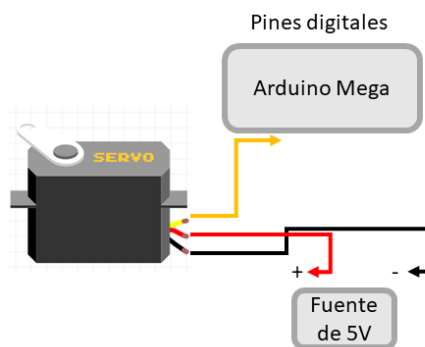 Pines digitales
Arduino Mega
SERVO
+ -
Fuente
de 5V